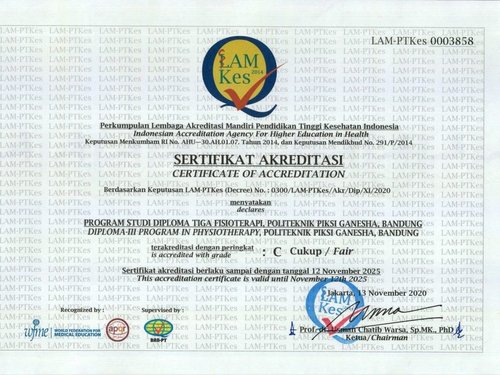 LAM-PTKes 0003858
LAM
Kes
2014
Perkumpulan Lembaga Akreditasi Mandiri Pendidikan Tinggi Kesehatan Indonesia
Indonesian Accreditation Agency For Higher Education in Health
Keputusan Menkumham RI No. AHU—30.AH.01.07. Tahun 2014, dan Keputusan Mendikbud No. 291/P/2014
SERTIFIKAT AKREDITASI
CERTIFICATE OF ACCREDITATION
Berdasarkan Keputusan LAM-PTKes (Decree) No.: 0300/LAM-PTKes/Akr/Dip/XI/2020
menyatakan
declares
PROGRAM STUDI DIPLOMA TIGA FISIOTERAPI, POLITEKNIK PIKSI GANESHA, BANDUNG
DIPLOMA-III PROGRAM IN PHYSIOTHERAPY, POLITEKNIK PIKSI GANESHA, BANDUNG
terakreditasi dengan peringkat
is accredited with grade
: C Cukup / Fair
Sertifikat akreditasi berlaku sampai dengan tanggal 12 November 2025
This accreditation certificate is valid until November 12th 2025
Jakarta, 13 November 2020
Recognized by :
Supervised by :
LAM
Kes
wfme
WORLD FEDERATION FOR
MEDICAL EDUCATION
BAN-PT
Chatib Warsa, Sp.MK., PhD
Ketua/Chairman